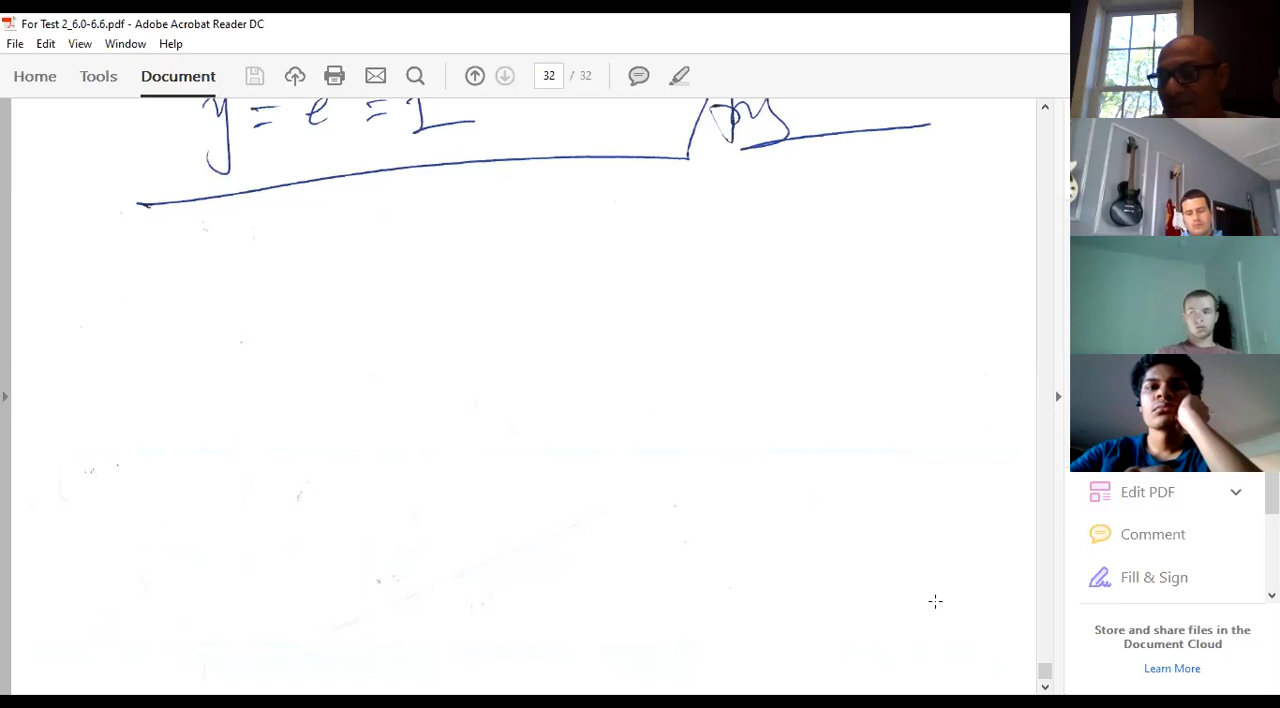 For Test 2_6.0-6.6.pdf - Adobe Acrobat Reader DC
File Edit View Window Help
Home Tools Document 32 / 32
y = e = 1
Edit PDF
Comment
Fill & Sign
Store and share files in the
Document Cloud
Learn More